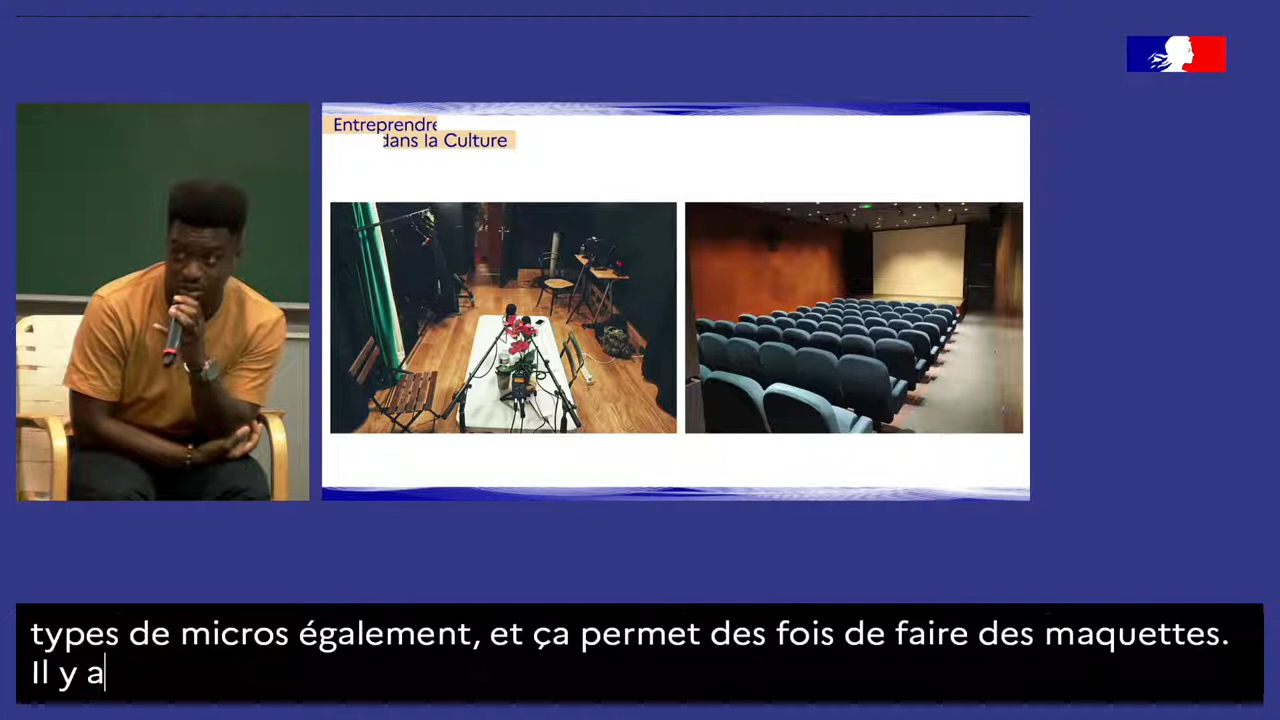 Entreprendre
dans la Culture
types de micros également, et ça permet des fois de faire des maquettes.
Il y a